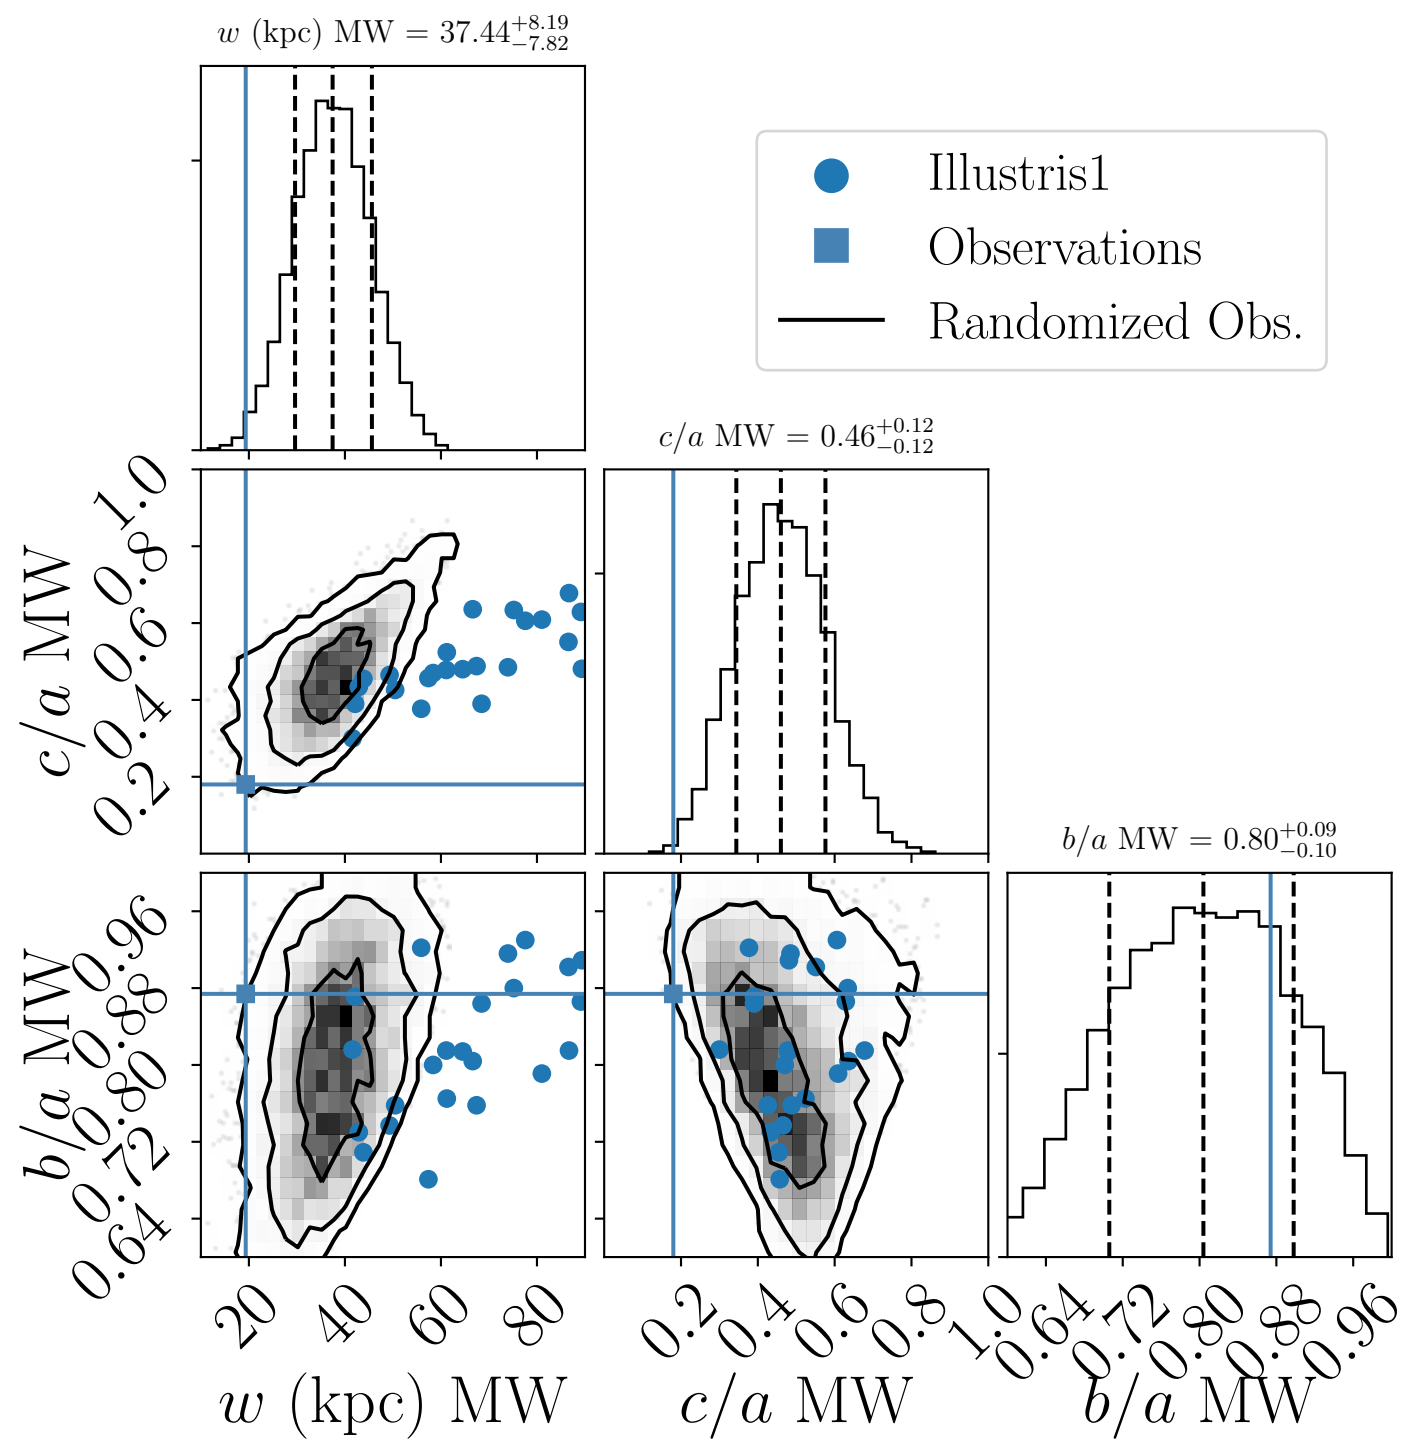 w (kpc) MW = 37.44+8.19−7.82
Illustris1
Observations
Randomized Obs.
c/a MW = 0.46+0.12−0.12
1.0
0.8
0.6
0.4
0.2
c/a MW
b/a MW = 0.80+0.09−0.10
0.96
0.88
0.80
0.72
0.64
b/a MW
20 40 60 80
0.2 0.4 0.6 0.8 1.0
0.64 0.72 0.80 0.88 0.96
w (kpc) MW
c/a MW
b/a MW